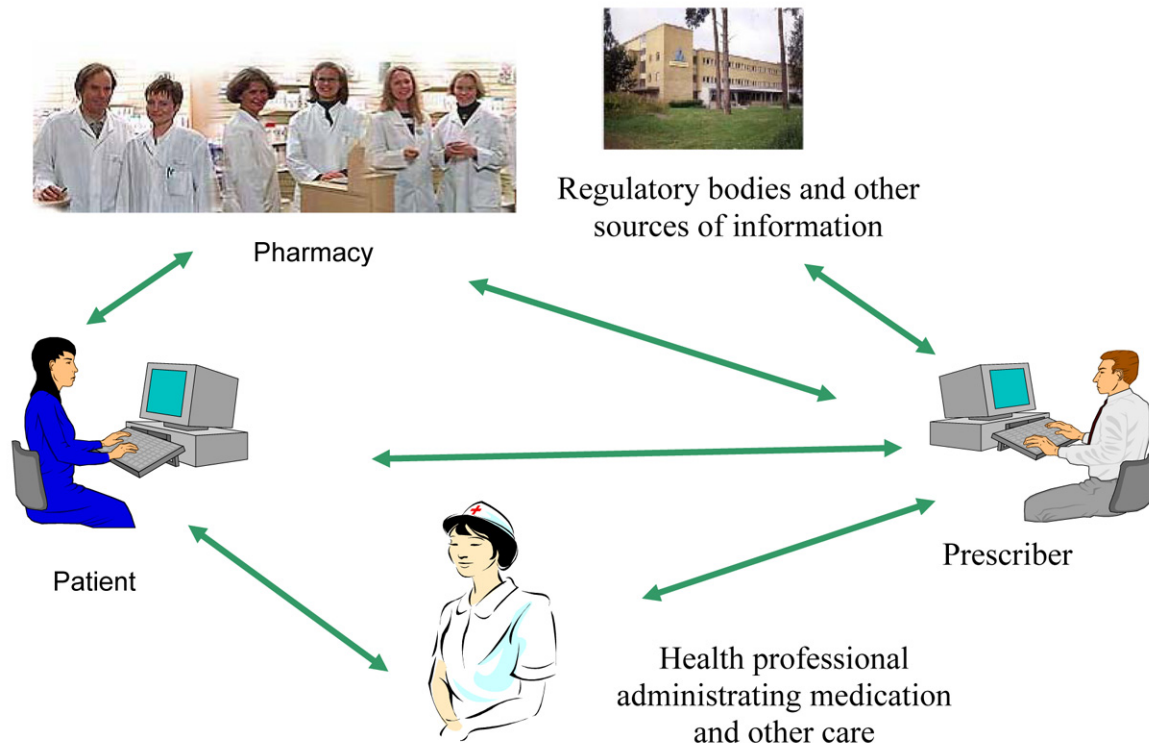 Regulatory bodies and other
sources of information
Pharmacy
Patient
Prescriber
Health professional
administrating medication
and other care